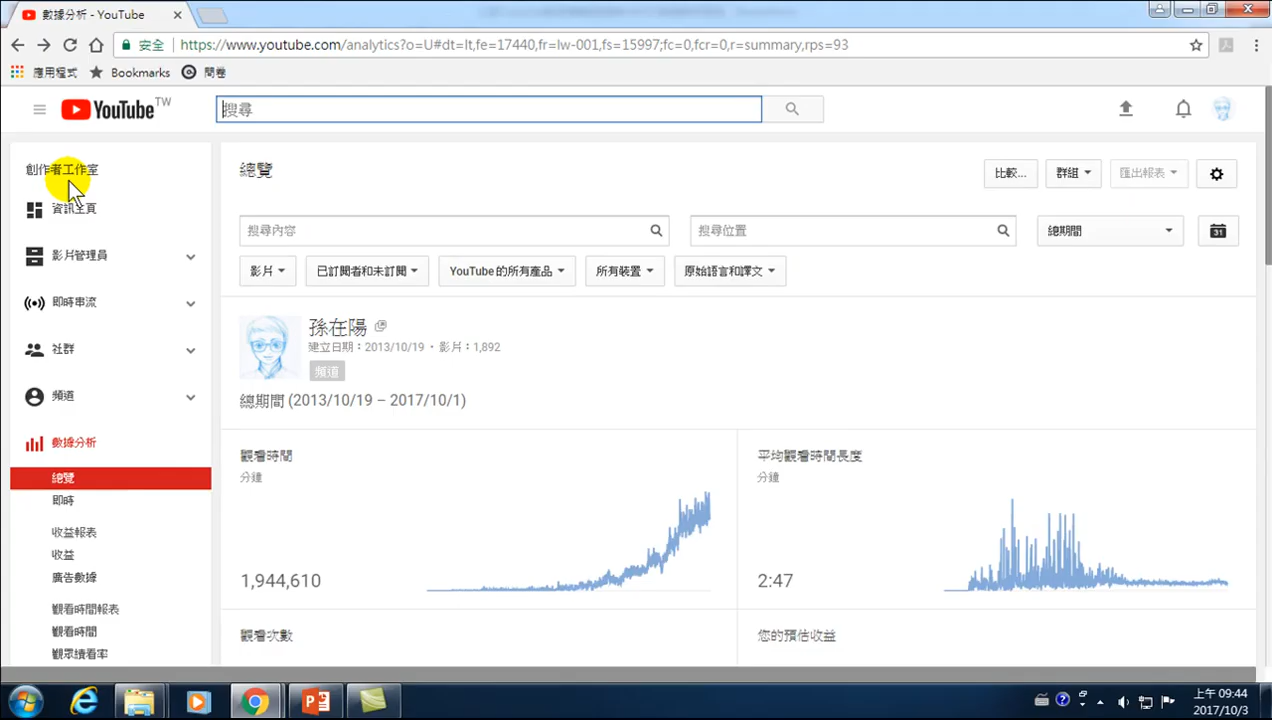 數據分析 - YouTube
安全 https://www.youtube.com/analytics?o=U#dt=lt,fe=17440,fr=lw-001,fs=15997;fc=0,fcr=0,r=summary,rps=93
應用程式 Bookmarks 問卷
YouTube TW
搜尋
創作者工作室
資訊主頁
影片管理員
即時串流
社群
頻道
數據分析
總覽
即時
收益報表
收益
廣告數據
觀看時間報表
觀看時間
觀眾續看率
總覽
比較... 群組 匯出報表
搜尋內容 搜尋位置 總期間 31
影片 已訂閱者和未訂閱 YouTube 的所有產品 所有裝置 原始語言和譯文
孫在陽
建立日期：2013/10/19 • 影片：1,892
頻道
總期間 (2013/10/19 – 2017/10/1)
觀看時間
分鐘
1,944,610
平均觀看時間長度
分鐘
2:47
觀看次數
您的預估收益
上午 09:44
2017/10/3